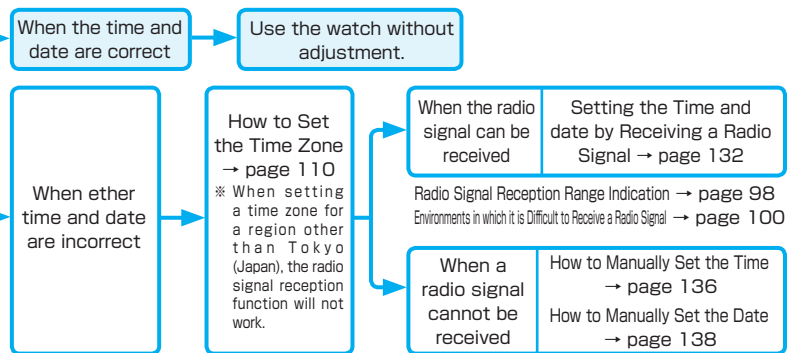 When the time and
date are correct
Use the watch without
adjustment.
When ether
time and date
are incorrect
How to Set
the Time Zone
→ page 110
※ When setting
a time zone for
a region other
than Tokyo
(Japan), the radio
signal reception
function will not
work.
When the radio
signal can be
received
Setting the Time and
date by Receiving a Radio
Signal → page 132
Radio Signal Reception Range Indication → page 98
Environments in which it is Difficult to Receive a Radio Signal → page 100
When a
radio signal
cannot be
received
How to Manually Set the Time
→ page 136
How to Manually Set the Date
→ page 138